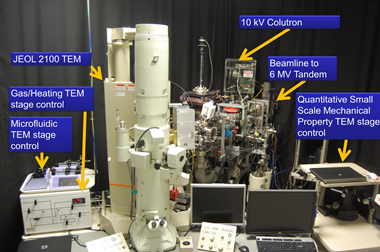 10 kV Colutron
JEOL 2100 TEM
Beamline to
6 MV Tandem
Gas/Heating TEM
stage control
Quantitative Small
Scale Mechanical
Property TEM stage
control
Microfluidic
TEM stage
control